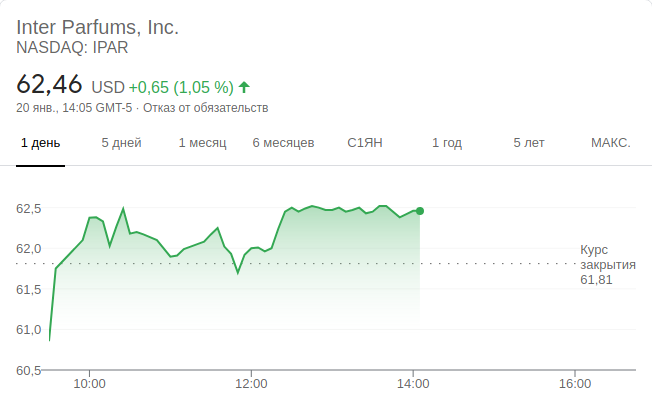 Inter Parfums, Inc.
NASDAQ: IPAR
62,46 USD +0,65 (1,05 %)
20 янв., 14:05 GMT-5 · Отказ от обязательств
1 день 5 дней 1 месяц 6 месяцев С1ЯН 1 год 5 лет МАКС.
62,5
62,0
Курс
закрытия
61,81
61,5
61,0
60,5
10:00 12:00 14:00 16:00